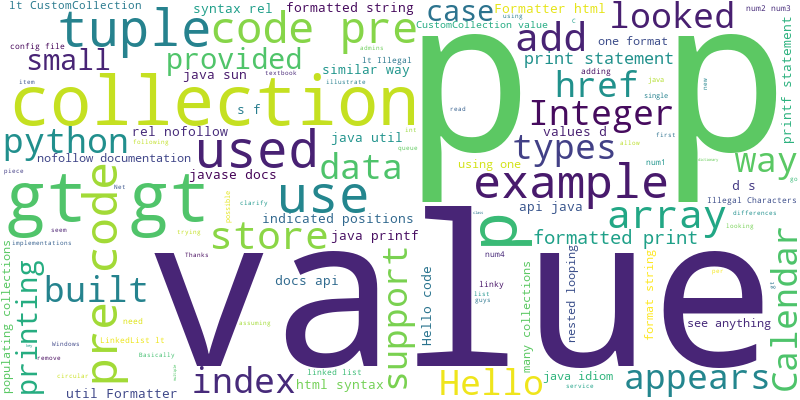 lt CustomCollection
syntax rel
formatted string
case
Formatter html
looked
num2 num3
using
c
CustomCollection value
tuple
code pre
add
one format
config file
admins
provided
lt Illegal
print statement
small
java sun
textbook
similar way
href
adding
java
printf statement
item
illustrate
collection
s f
p p
Integer
single
new
read
following
rel nofollow
values d
allow
first
python
used
java util
int
queue
types
way
nofollow documentation
data
using one
num1
piece
javase docs
example
dictionary
go
gt gt
Net
use
possible
clarify
api java
d s
Illegal Characters
code
indicated positions
p
array
differences
seem
trying
store
java printf
formatted print
looking
implementations
Thanks
value
num4
populating collections
printing
pre
built
docs api
support
Hello code
linky
list
guys
many collections
nested looping
format string
see anything
gt
Calendar
Windows
need
assuming
LinkedList lt
remove
Basically
circular
index
linked list
html syntax
util Formatter
Hello
java idiom
service
appears